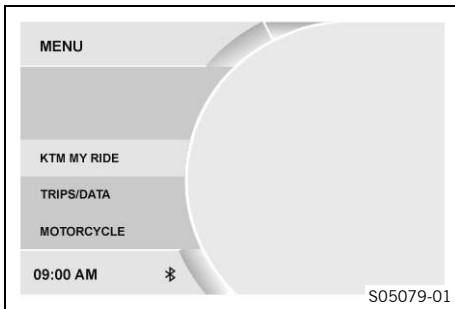 MENU
KTM MY RIDE
TRIPS/DATA
MOTORCYCLE
09:00 AM
S05079-01